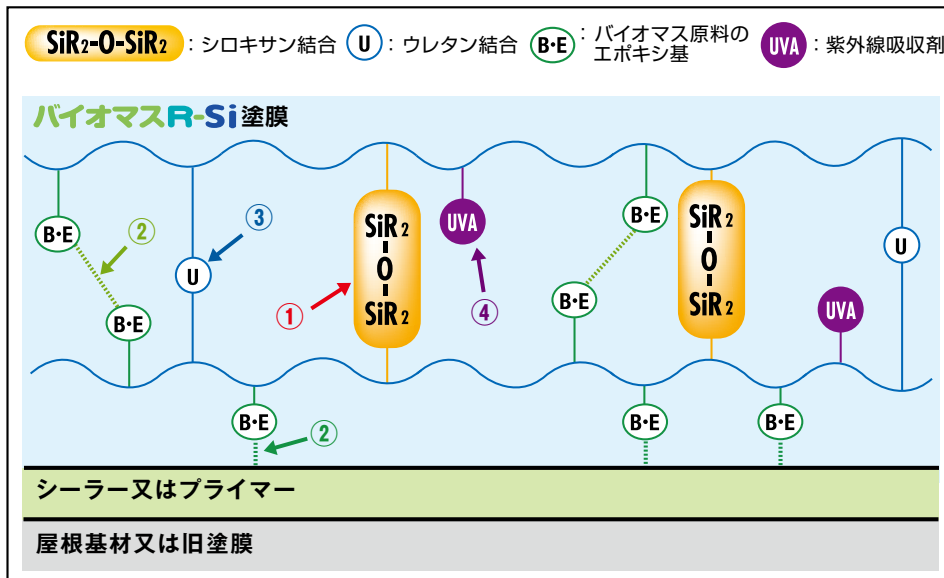 SiR2-O-SiR2 :シロキサン結合 U :ウレタン結合 B・E :バイオマス原料の
エポキシ基 UVA :紫外線吸収剤
バイオマスR-Si塗膜
B・E
②
B・E
③
U
SiR2
O
SiR2
①
UVA
④
B・E
B・E
SiR2
O
SiR2
UVA
U
B・E
②
B・E
B・E
シーラー又はプライマー
屋根基材又は旧塗膜